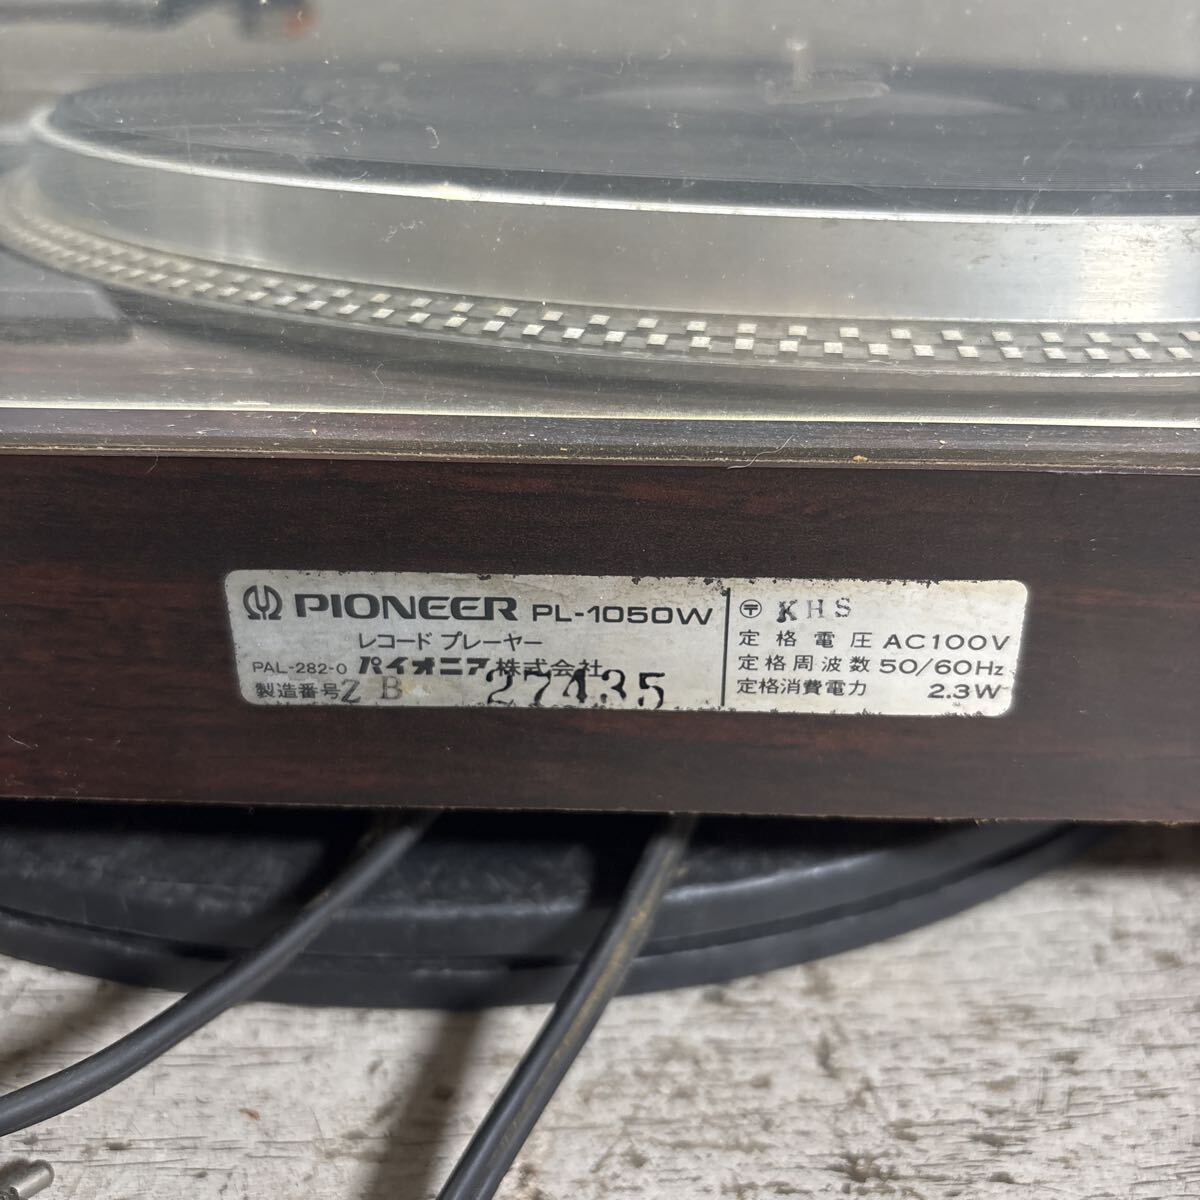 PIONEER PL-1050W
レコード プレーヤー
PAL-282-0 パイオニア株式会社
製造番号 ZB 27435
〒 KHS
定格電圧 AC100V
定格周波数 50/60Hz
定格消費電力 2.3W